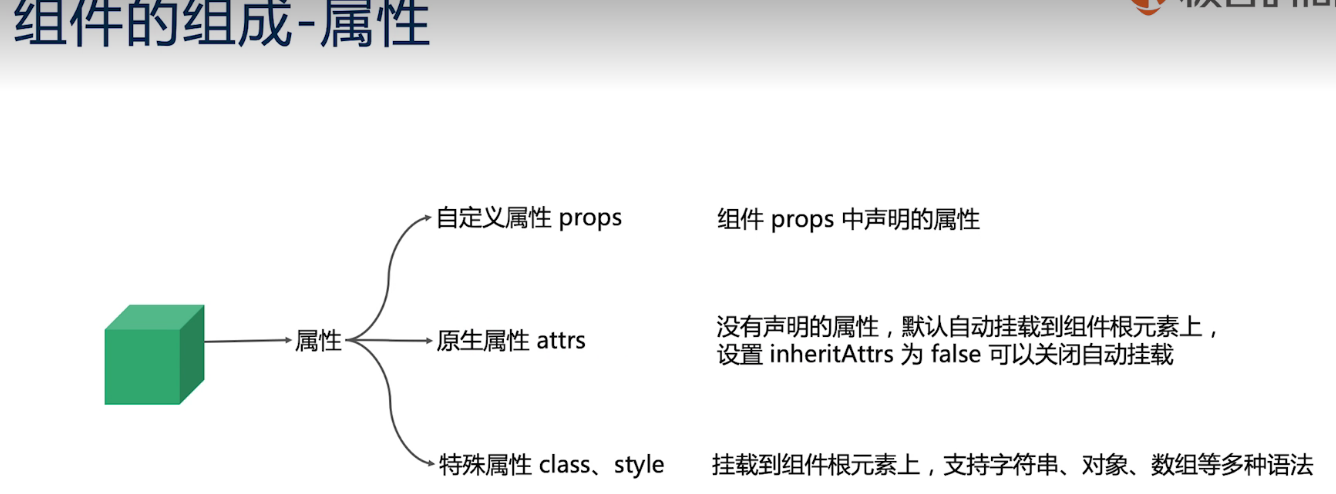 组件的组成-属性
自定义属性 props
组件 props 中声明的属性
属性
原生属性 attrs
没有声明的属性，默认自动挂载到组件根元素上，
设置 inheritAttrs 为 false 可以关闭自动挂载
特殊属性 class、style
挂载到组件根元素上，支持字符串、对象、数组等多种语法